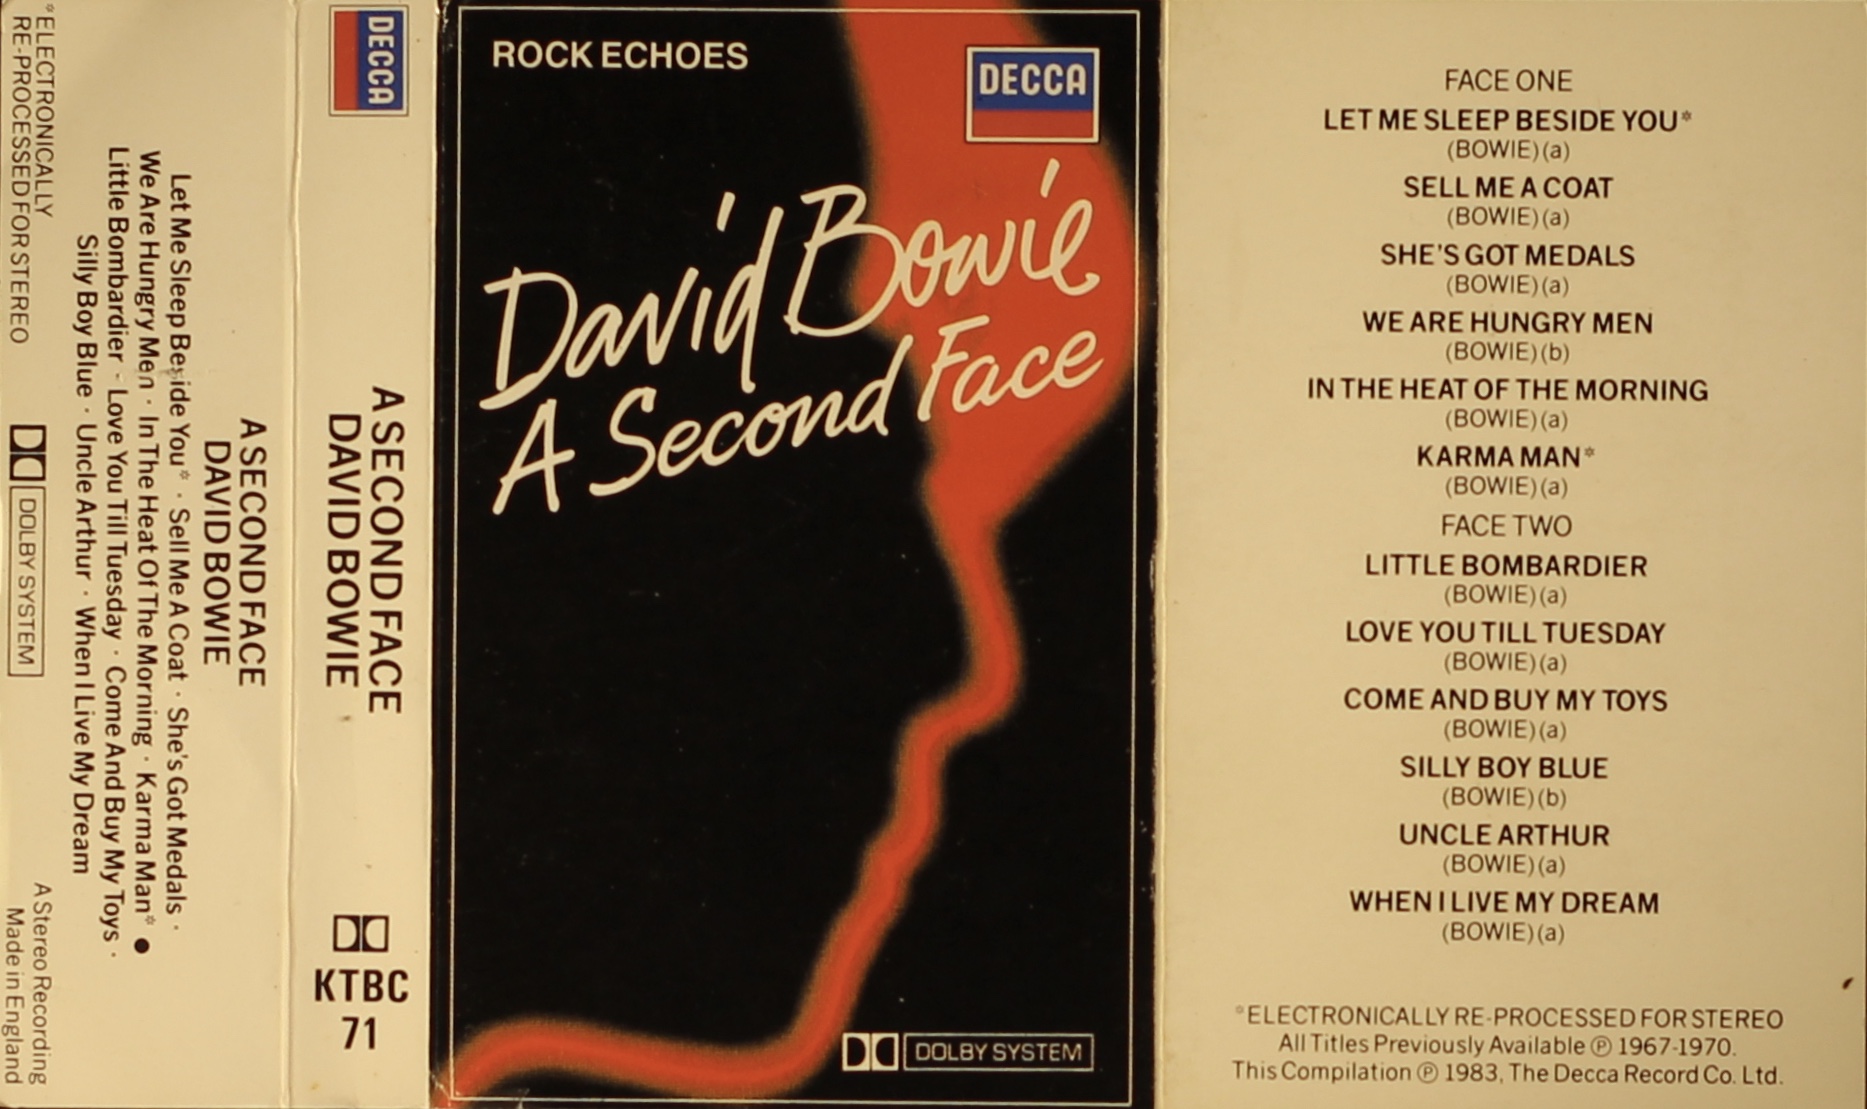 *ELECTRONICALLY
RE-PROCESSED FOR STEREO
DOLBY SYSTEM
A Stereo Recording
Made in England
A SECOND FACE
DAVID BOWIE
Let Me Sleep Beside You* · Sell Me A Coat · She's Got Medals ·
We Are Hungry Men · In The Heat Of The Morning · Karma Man* ●
Little Bombardier · Love You Till Tuesday · Come And Buy My Toys ·
Silly Boy Blue · Uncle Arthur · When I Live My Dream
DECCA
A SECOND FACE
DAVID BOWIE
KTBC
71
ROCK ECHOES
DECCA
David Bowie
A Second Face
DOLBY SYSTEM
FACE ONE
LET ME SLEEP BESIDE YOU*
(BOWIE) (a)
SELL ME A COAT
(BOWIE) (a)
SHE'S GOT MEDALS
(BOWIE) (a)
WE ARE HUNGRY MEN
(BOWIE) (b)
IN THE HEAT OF THE MORNING
(BOWIE) (a)
KARMA MAN*
(BOWIE) (a)
FACE TWO
LITTLE BOMBARDIER
(BOWIE) (a)
LOVE YOU TILL TUESDAY
(BOWIE) (a)
COME AND BUY MY TOYS
(BOWIE) (a)
SILLY BOY BLUE
(BOWIE) (b)
UNCLE ARTHUR
(BOWIE) (a)
WHEN I LIVE MY DREAM
(BOWIE) (a)
*ELECTRONICALLY RE-PROCESSED FOR STEREO
All Titles Previously Available ℗ 1967-1970.
This Compilation ℗ 1983, The Decca Record Co. Ltd.